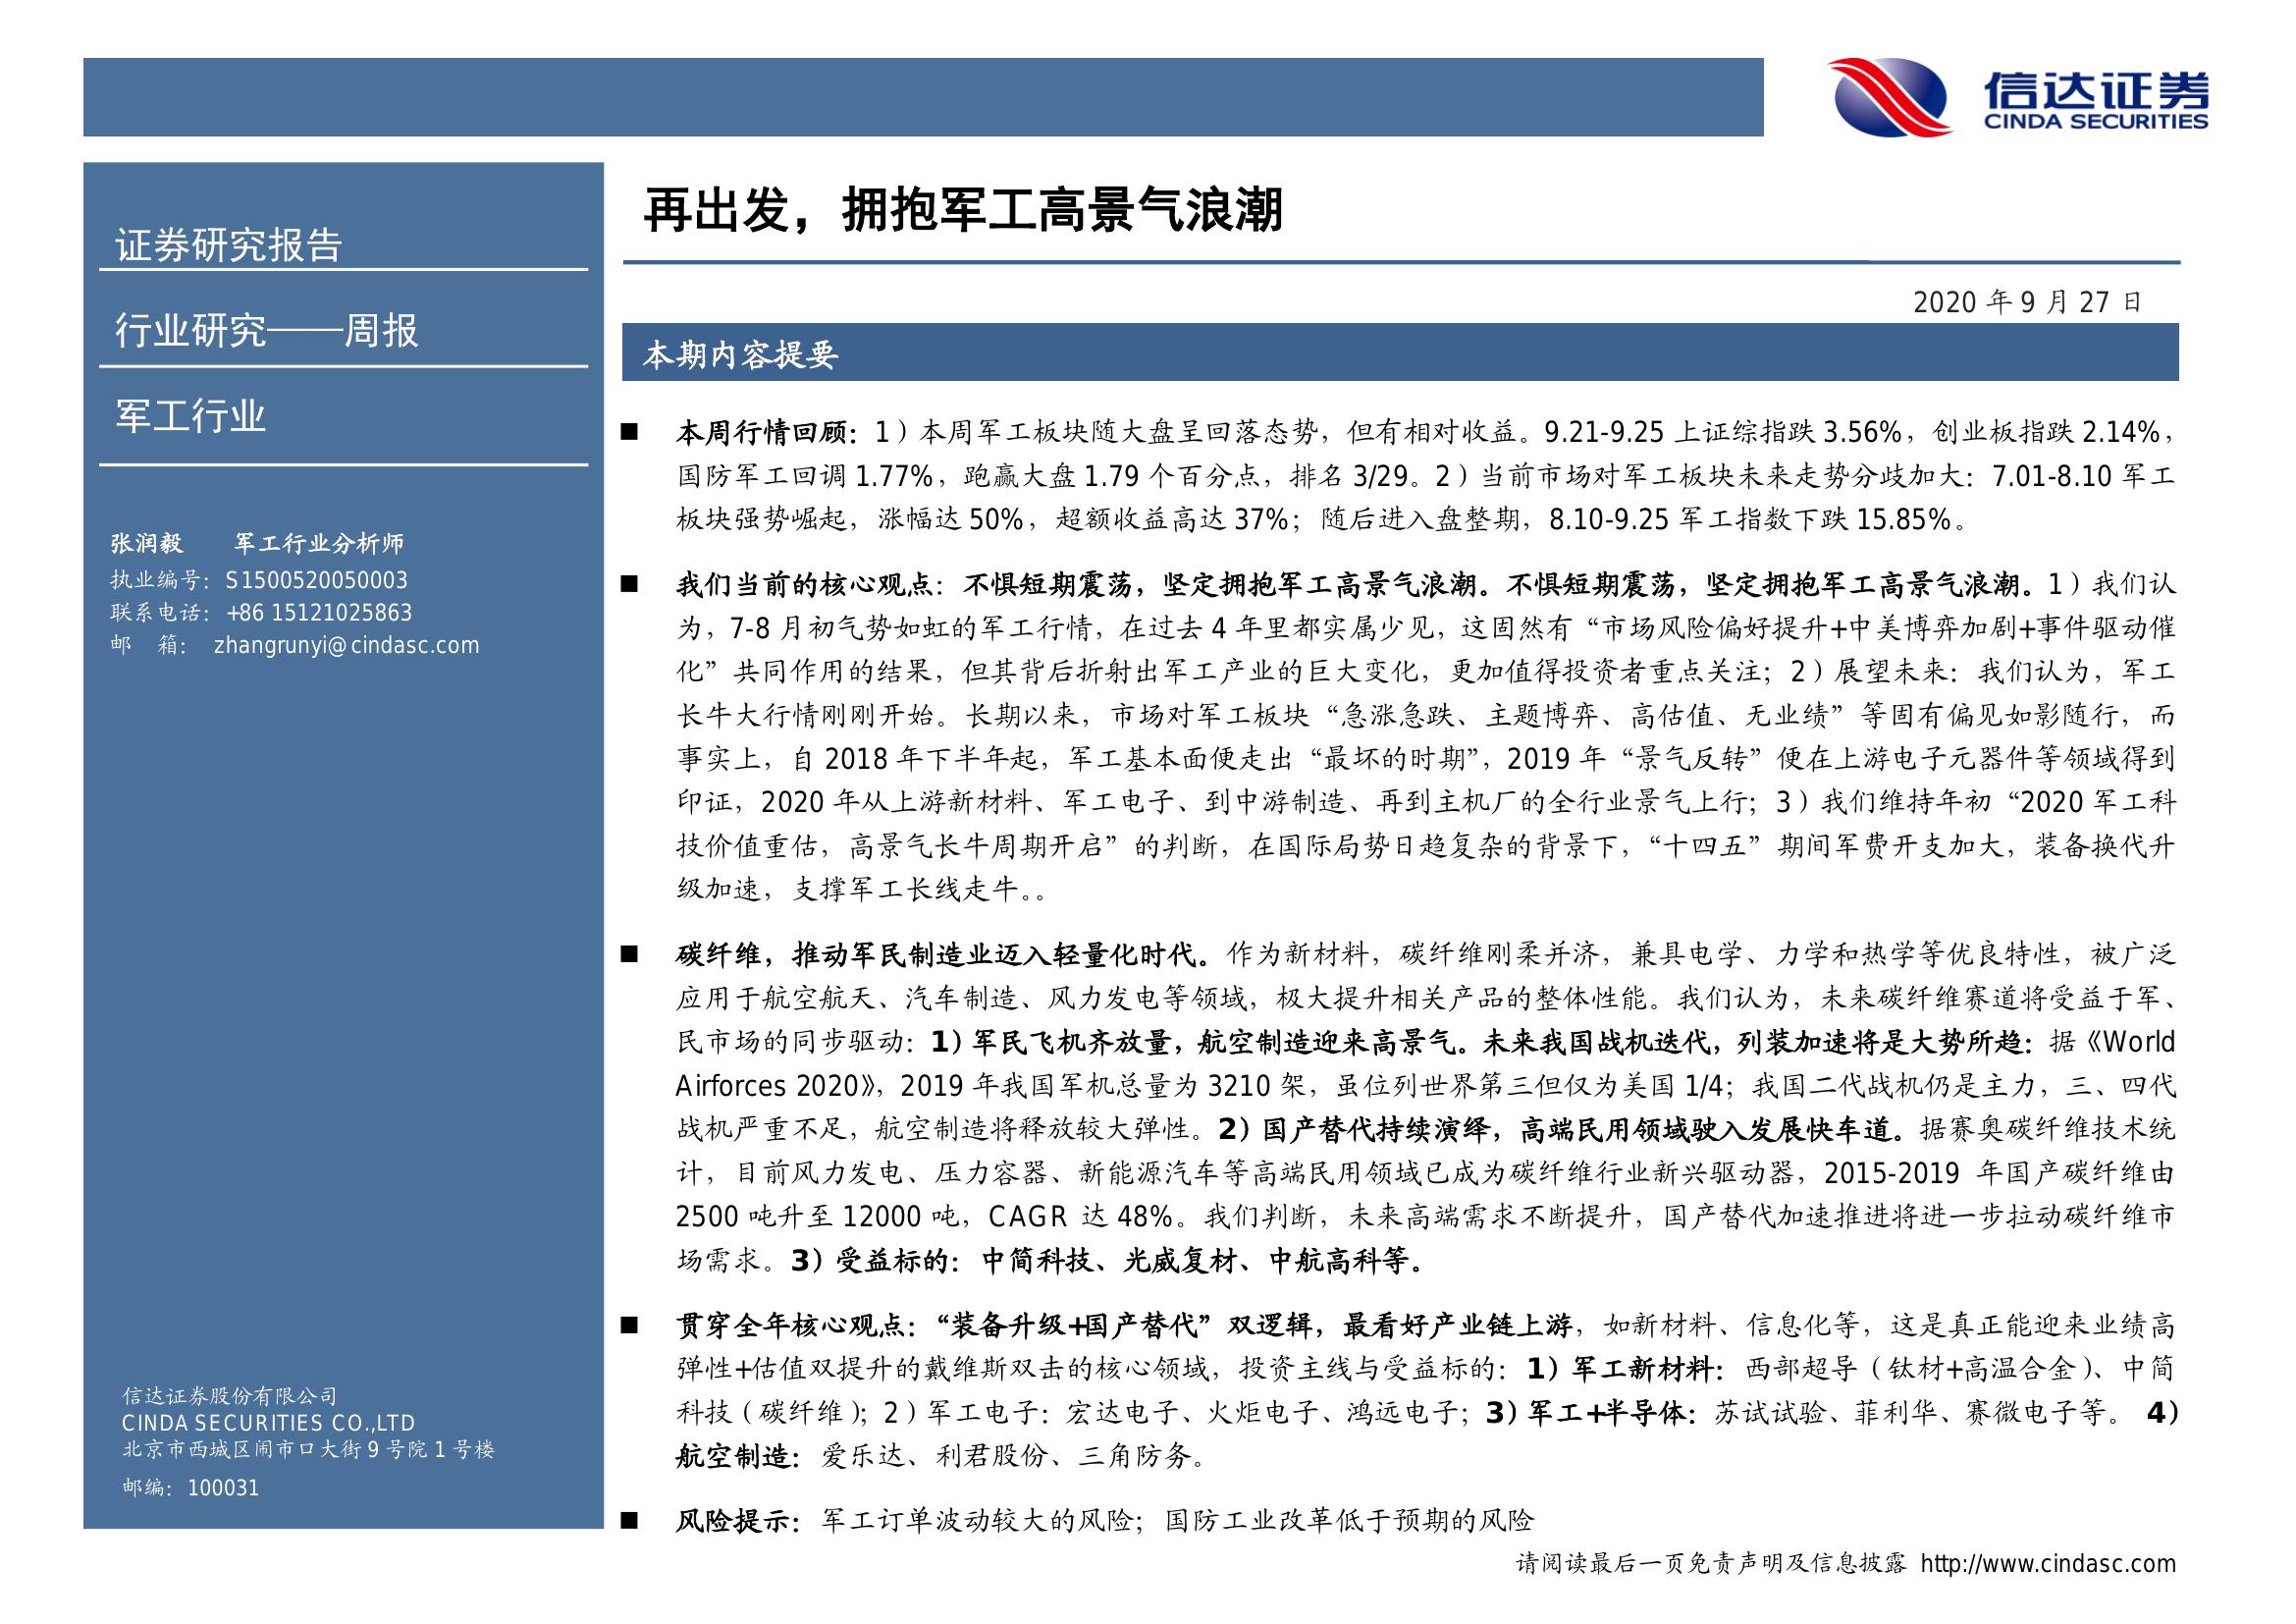 信达证券
CINDA SECURITIES
证券研究报告
行业研究——周报
军工行业
张润毅 军工行业分析师
执业编号：S1500520050003
联系电话：+86 15121025863
邮 箱： zhangrunyi@cindasc.com
信达证券股份有限公司
CINDA SECURITIES CO.,LTD
北京市西城区闹市口大街9号院1号楼
邮编：100031
再出发，拥抱军工高景气浪潮
2020年9月27日
本期内容提要
■ 本周行情回顾：1）本周军工板块随大盘呈回落态势，但有相对收益。9.21-9.25上证综指跌3.56%，创业板指跌2.14%，
国防军工回调1.77%，跑赢大盘1.79个百分点，排名3/29。2）当前市场对军工板块未来走势分歧加大：7.01-8.10军工
板块强势崛起，涨幅达50%，超额收益高达37%；随后进入盘整期，8.10-9.25军工指数下跌15.85%。
■ 我们当前的核心观点：不惧短期震荡，坚定拥抱军工高景气浪潮。不惧短期震荡，坚定拥抱军工高景气浪潮。1）我们认
为，7-8月初气势如虹的军工行情，在过去4年里都实属少见，这固然有“市场风险偏好提升+中美博弈加剧+事件驱动催
化”共同作用的结果，但其背后折射出军工产业的巨大变化，更加值得投资者重点关注；2）展望未来：我们认为，军工
长牛大行情刚刚开始。长期以来，市场对军工板块“急涨急跌、主题博弈、高估值、无业绩”等固有偏见如影随行，而
事实上，自2018年下半年起，军工基本面便走出“最坏的时期”，2019年“景气反转”便在上游电子元器件等领域得到
印证，2020年从上游新材料、军工电子、到中游制造、再到主机厂的全行业景气上行；3）我们维持年初“2020军工科
技价值重估，高景气长牛周期开启”的判断，在国际局势日趋复杂的背景下，“十四五”期间军费开支加大，装备换代升
级加速，支撑军工长线走牛。。
■ 碳纤维，推动军民制造业迈入轻量化时代。作为新材料，碳纤维刚柔并济，兼具电学、力学和热学等优良特性，被广泛
应用于航空航天、汽车制造、风力发电等领域，极大提升相关产品的整体性能。我们认为，未来碳纤维赛道将受益于军、
民市场的同步驱动：1）军民飞机齐放量，航空制造迎来高景气。未来我国战机迭代，列装加速将是大势所趋：据《World
Airforces 2020》，2019年我国军机总量为3210架，虽位列世界第三但仅为美国1/4；我国二代战机仍是主力，三、四代
战机严重不足，航空制造将释放较大弹性。2）国产替代持续演绎，高端民用领域驶入发展快车道。据赛奥碳纤维技术统
计，目前风力发电、压力容器、新能源汽车等高端民用领域已成为碳纤维行业新兴驱动器，2015-2019 年国产碳纤维由
2500吨升至12000吨，CAGR 达48%。我们判断，未来高端需求不断提升，国产替代加速推进将进一步拉动碳纤维市
场需求。3）受益标的：中简科技、光威复材、中航高科等。
■ 贯穿全年核心观点：“装备升级+国产替代”双逻辑，最看好产业链上游，如新材料、信息化等，这是真正能迎来业绩高
弹性+估值双提升的戴维斯双击的核心领域，投资主线与受益标的：1）军工新材料：西部超导（钛材+高温合金）、中简
科技（碳纤维）；2）军工电子：宏达电子、火炬电子、鸿远电子；3）军工+半导体：苏试试验、菲利华、赛微电子等。 4）
航空制造：爱乐达、利君股份、三角防务。
■ 风险提示：军工订单波动较大的风险；国防工业改革低于预期的风险
请阅读最后一页免责声明及信息披露 http://www.cindasc.com